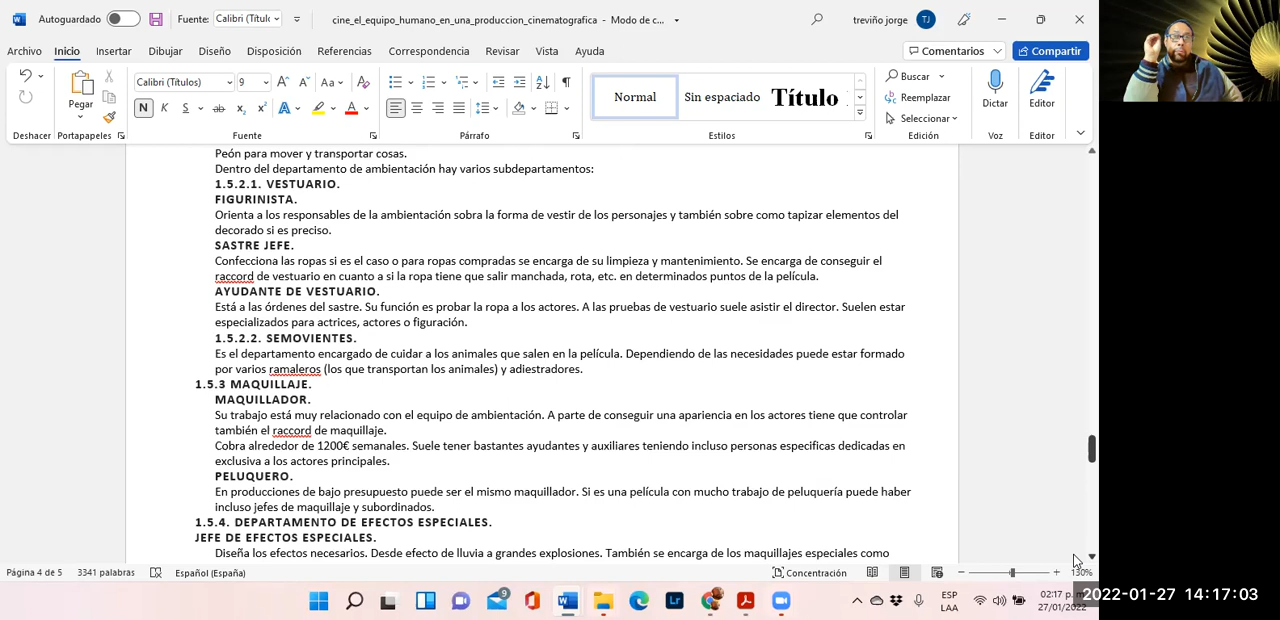 Autoguardado
Fuente: Calibri (Títul
cine_el_equipo_humano_en_una_produccion_cinematografica - Modo de c...
treviño jorge TJ
Archivo Inicio Insertar Dibujar Diseño Disposición Referencias Correspondencia Revisar Vista Ayuda
Comentarios Compartir
Calibri (Títulos) 9
Pegar
Normal Sin espaciado Título
Buscar
Reemplazar
Seleccionar
Dictar
Editor
Deshacer Portapapeles Fuente Párrafo Estilos Edición Voz Editor
Peón para mover y transportar cosas.
Dentro del departamento de ambientación hay varios subdepartamentos:
1.5.2.1. VESTUARIO.
FIGURINISTA.
Orienta a los responsables de la ambientación sobra la forma de vestir de los personajes y también sobre como tapizar elementos del
decorado si es preciso.
SASTRE JEFE.
Confecciona las ropas si es el caso o para ropas compradas se encarga de su limpieza y mantenimiento. Se encarga de conseguir el
raccord de vestuario en cuanto a si la ropa tiene que salir manchada, rota, etc. en determinados puntos de la película.
AYUDANTE DE VESTUARIO.
Está a las órdenes del sastre. Su función es probar la ropa a los actores. A las pruebas de vestuario suele asistir el director. Suelen estar
especializados para actrices, actores o figuración.
1.5.2.2. SEMOVIENTES.
Es el departamento encargado de cuidar a los animales que salen en la película. Dependiendo de las necesidades puede estar formado
por varios ramaleros (los que transportan los animales) y adiestradores.
1.5.3 MAQUILLAJE.
MAQUILLADOR.
Su trabajo está muy relacionado con el equipo de ambientación. A parte de conseguir una apariencia en los actores tiene que controlar
también el raccord de maquillaje.
Cobra alrededor de 1200€ semanales. Suele tener bastantes ayudantes y auxiliares teniendo incluso personas especificas dedicadas en
exclusiva a los actores principales.
PELUQUERO.
En producciones de bajo presupuesto puede ser el mismo maquillador. Si es una película con mucho trabajo de peluquería puede haber
incluso jefes de maquillaje y subordinados.
1.5.4. DEPARTAMENTO DE EFECTOS ESPECIALES.
JEFE DE EFECTOS ESPECIALES.
Diseña los efectos necesarios. Desde efecto de lluvia a grandes explosiones. También se encarga de los maquillajes especiales como
Página 4 de 5 3341 palabras Español (España) Concentración 130%
ESP
LAA
02:17 p. m
27/01/2022
2022-01-27 14:17:03